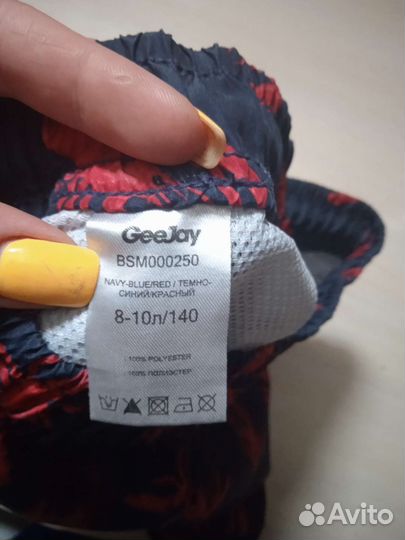 GeeJay
BSM000250
NAVY-BLUE/RED / ТЕМНО-
СИНИЙ/КРАСНЫЙ
8-10л/140
100% POLYESTER
100% ПОЛИЭСТЕР
Avito